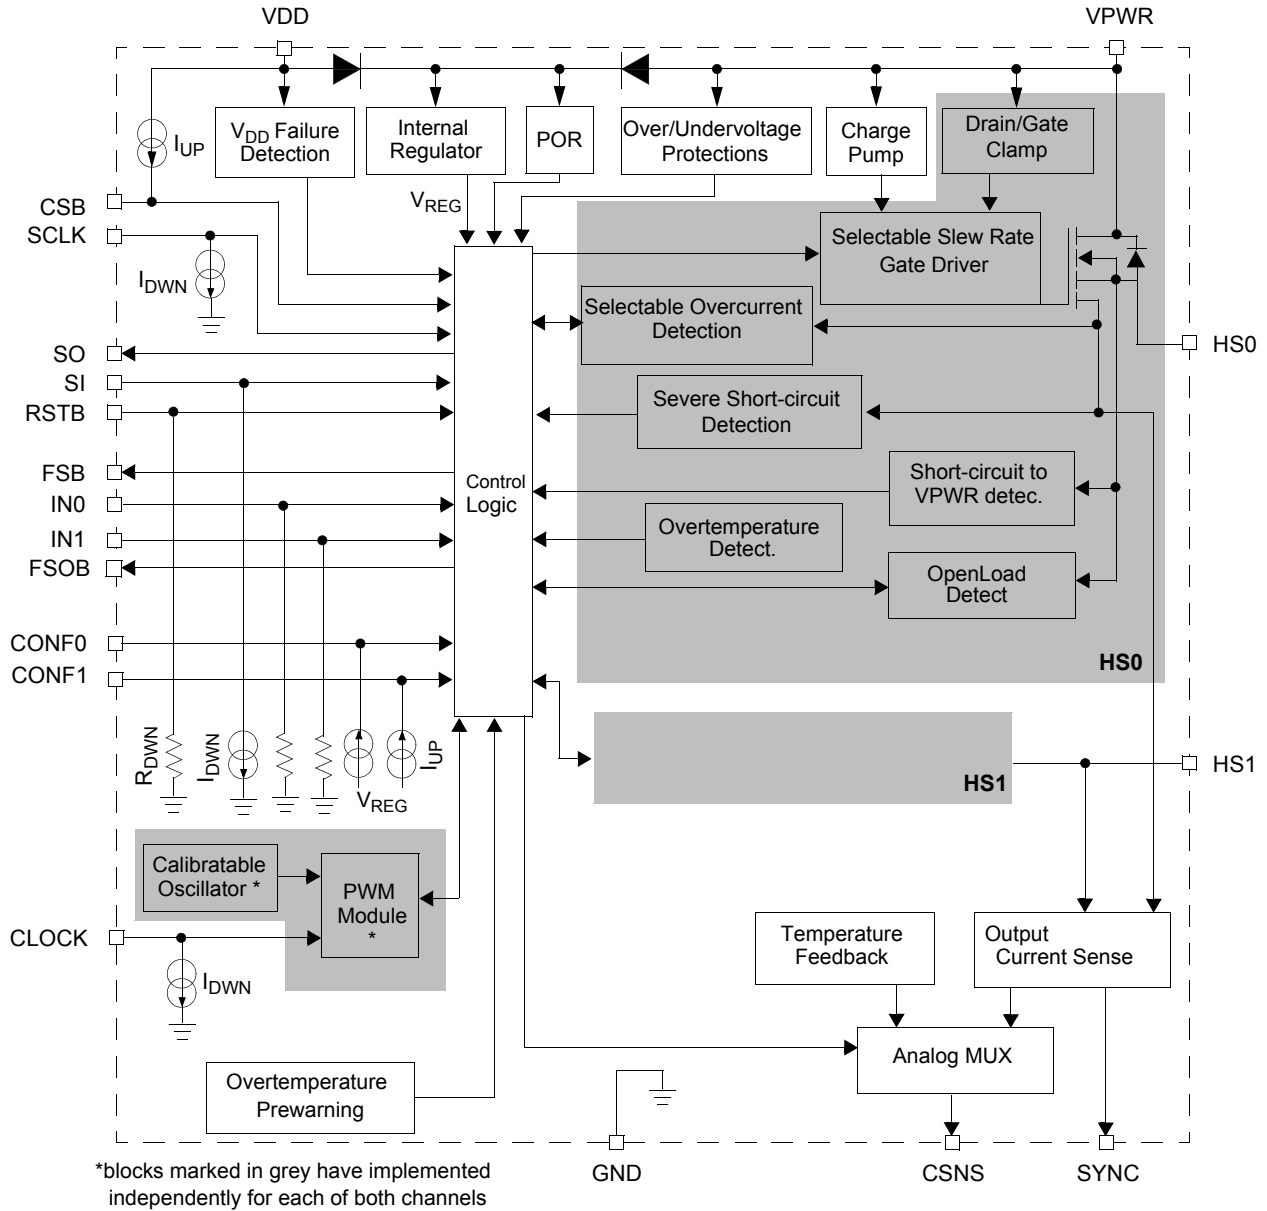 VDD
VPWR
IUP
VDD Failure
Detection
Internal
Regulator
POR
Over/Undervoltage
Protections
Charge
Pump
Drain/Gate
Clamp
VREG
CSB
SCLK
IDWN
Selectable Slew Rate
Gate Driver
Selectable Overcurrent
Detection
SO
HS0
SI
RSTB
Severe Short-circuit
Detection
FSB
IN0
IN1
FSOB
Control
Logic
Short-circuit to
VPWR detec.
Overtemperature
Detect.
OpenLoad
Detect
CONF0
CONF1
HS0
RDWN
IDWN
VREG
IUP
HS1
HS1
Calibratable
Oscillator *
PWM
Module
*
CLOCK
IDWN
Temperature
Feedback
Output
Current Sense
Analog MUX
Overtemperature
Prewarning
GND
CSNS
SYNC
*blocks marked in grey have implemented
independently for each of both channels